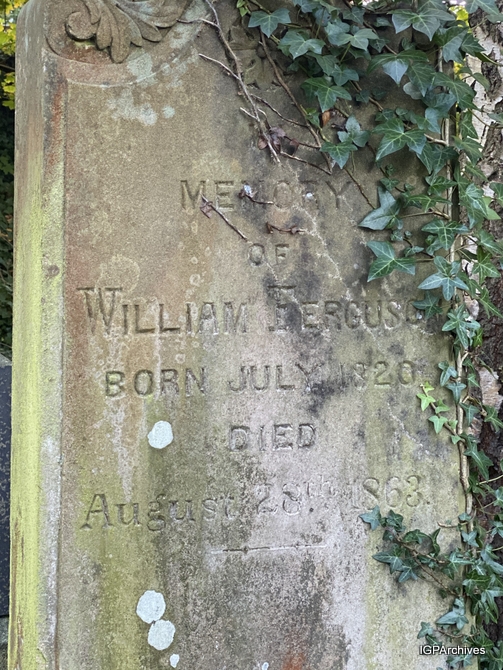 MEMORY
OF
WILLIAM FERGUSON
BORN JULY 1820
DIED
August 28th 1863.
IGPArchives